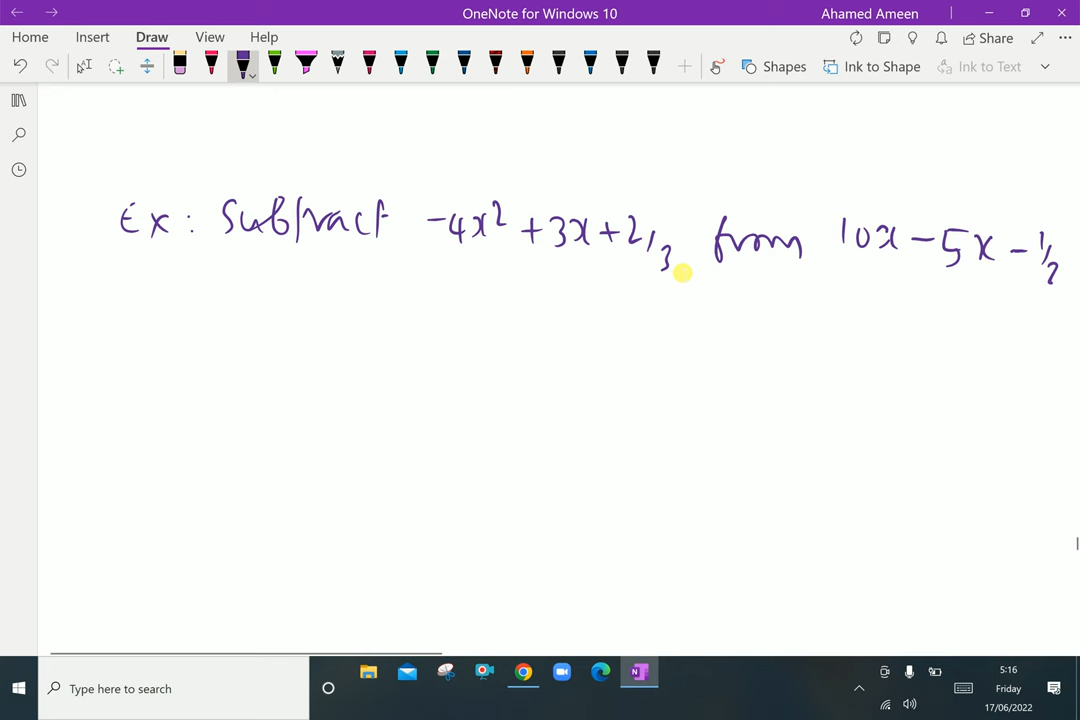 OneNote for Windows 10
Ahamed Ameen
Home Insert Draw View Help
Share
Shapes
Ink to Shape
Ink to Text
Ex: Subtract -4x² + 3x + 2/3 from 10x - 5x - 1/2
Type here to search
5:16
Friday
17/06/2022